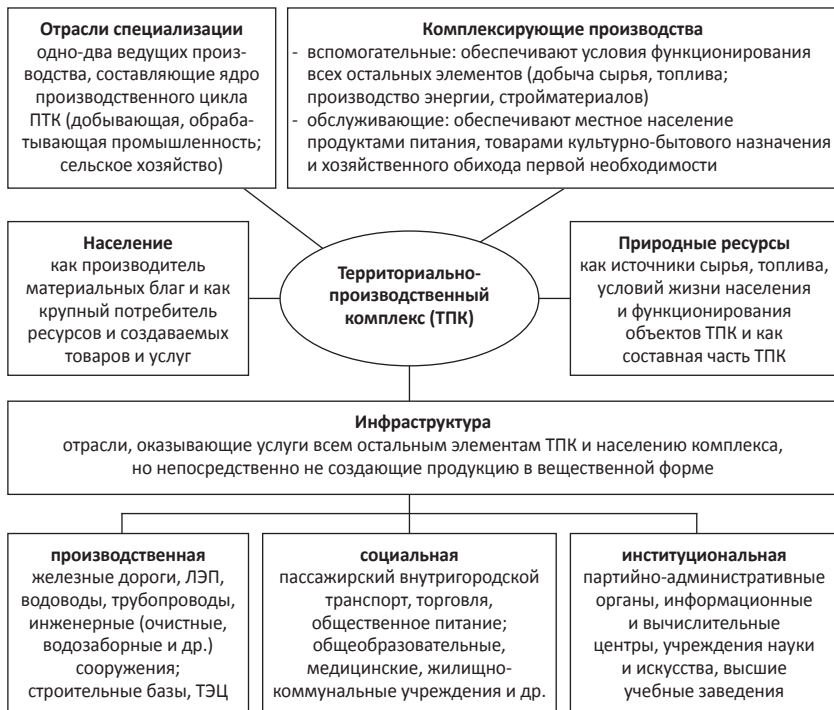 Отрасли специализации
одно-два ведущих произ-
водства, составляющие ядро
производственного цикла
ПТК (добывающая, обраба-
тывающая промышленность;
сельское хозяйство)
Комплексирующие производства
- вспомогательные: обеспечивают условия функционирования
всех остальных элементов (добыча сырья, топлива;
производство энергии, стройматериалов)
- обслуживающие: обеспечивают местное население
продуктами питания, товарами культурно-бытового назначения
и хозяйственного обихода первой необходимости
Население
как производитель
материальных благ и как
крупный потребитель
ресурсов и создаваемых
товаров и услуг
Территориально-
производственный
комплекс (ТПК)
Природные ресурсы
как источники сырья, топлива,
условий жизни населения
и функционирования
объектов ТПК и как
составная часть ТПК
Инфраструктура
отрасли, оказывающие услуги всем остальным элементам ТПК и населению комплекса,
но непосредственно не создающие продукцию в вещественной форме
производственная
железные дороги, ЛЭП,
водоводы, трубопроводы,
инженерные (очистные,
водозаборные и др.)
сооружения;
строительные базы, ТЭЦ
социальная
пассажирский внутригородской
транспорт, торговля,
общественное питание;
общеобразовательные,
медицинские, жилищно-
коммунальные учреждения и др.
институциональная
партийно-административные
органы, информационные
и вычислительные
центры, учреждения науки
и искусства, высшие
учебные заведения